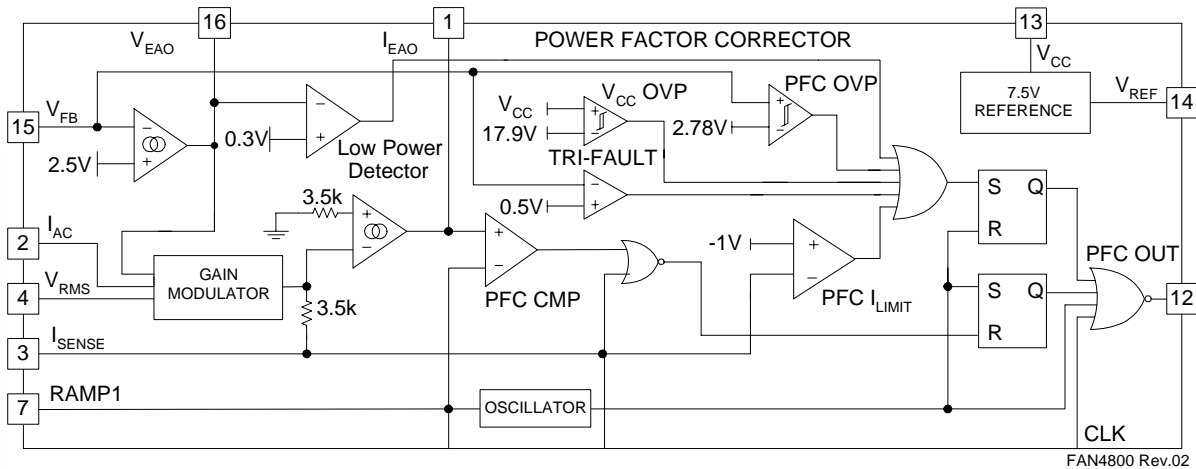 16
1
13
V_EAO
I_EAO
POWER FACTOR CORRECTOR
V_CC
7.5V
REFERENCE
V_REF
14
15
V_FB
V_CC OVP
PFC OVP
V_CC
17.9V
2.78V
0.3V
2.5V
Low Power
Detector
TRI-FAULT
0.5V
3.5k
2
I_AC
-1V
S
Q
R
PFC OUT
V_RMS
4
GAIN
MODULATOR
3.5k
PFC CMP
PFC I_LIMIT
S
Q
R
12
3
I_SENSE
7
RAMP1
OSCILLATOR
CLK
FAN4800 Rev.02